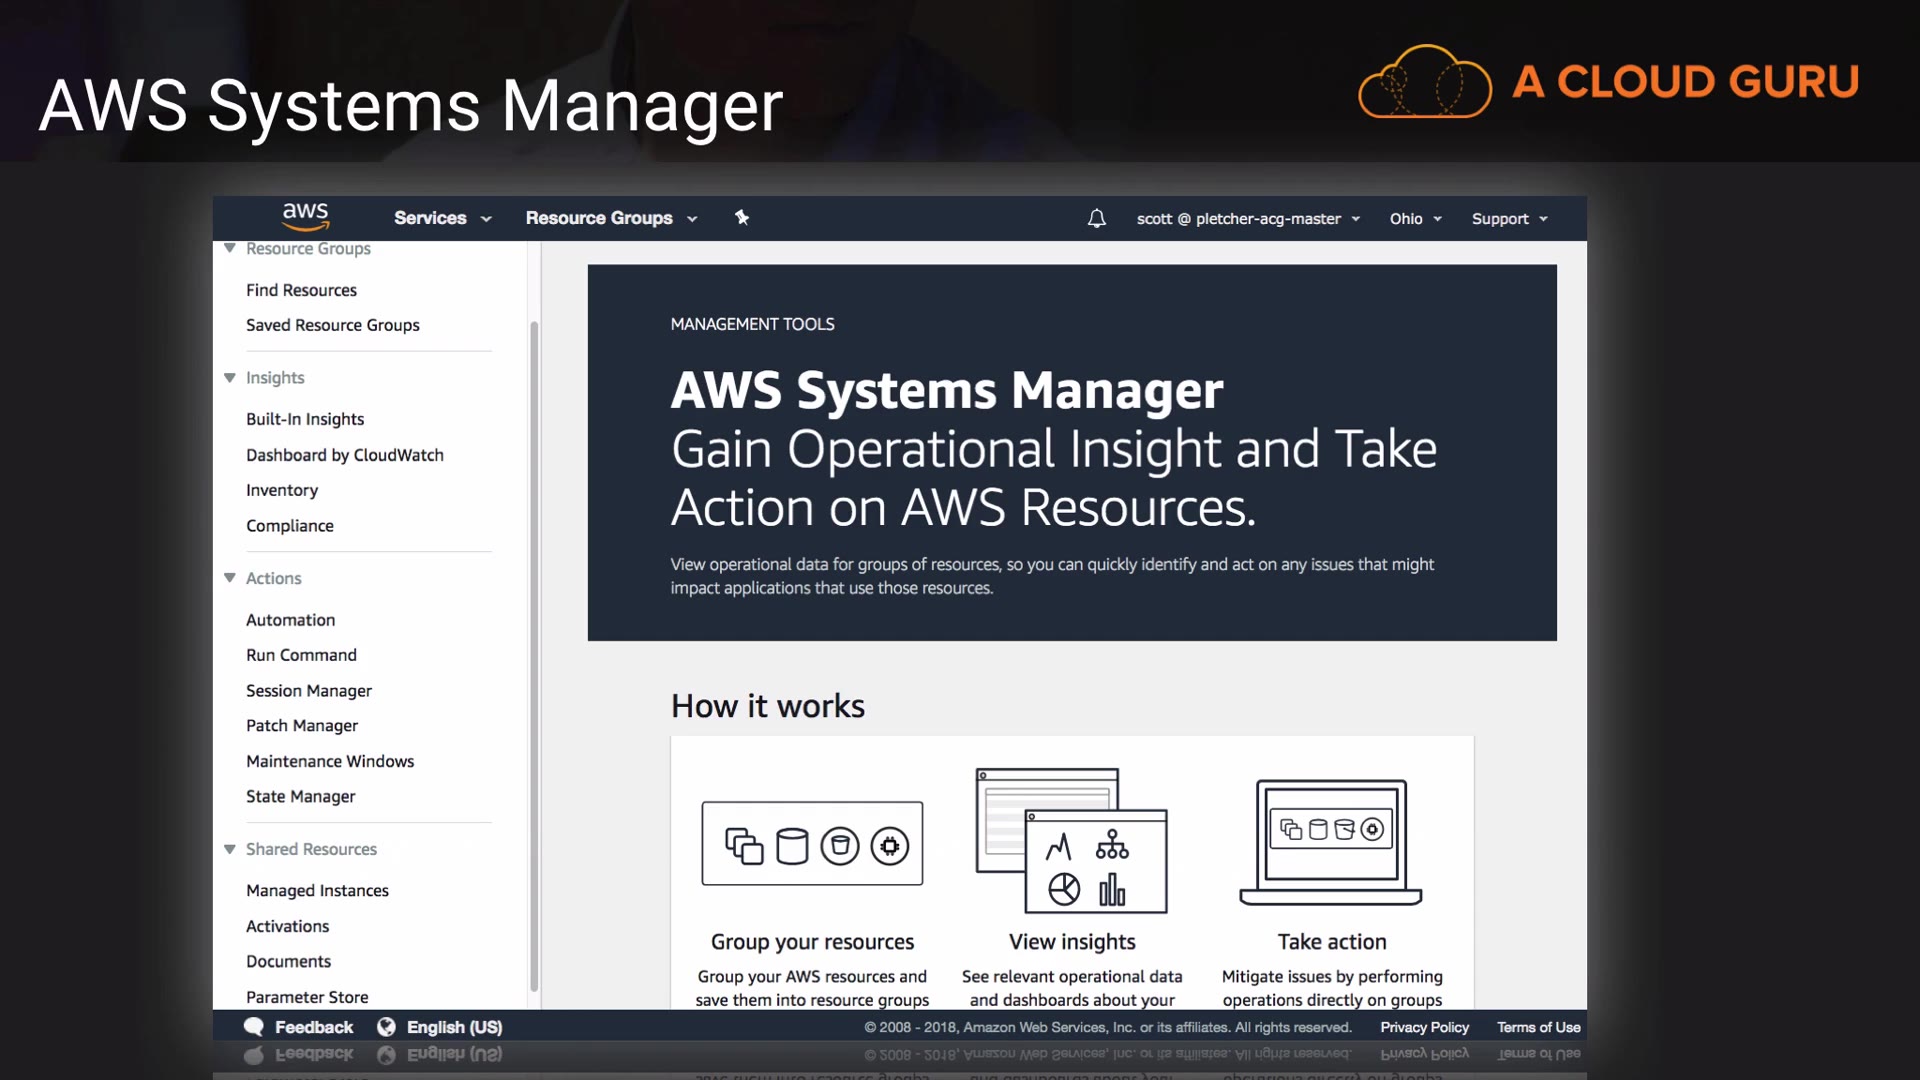 AWS Systems Manager
A CLOUD GURU
aws
Services
Resource Groups
scott @ pletcher-acg-master
Ohio
Support
Resource Groups
Find Resources
Saved Resource Groups
Insights
Built-In Insights
Dashboard by CloudWatch
Inventory
Compliance
Actions
Automation
Run Command
Session Manager
Patch Manager
Maintenance Windows
State Manager
Shared Resources
Managed Instances
Activations
Documents
Parameter Store
MANAGEMENT TOOLS
AWS Systems Manager
Gain Operational Insight and Take
Action on AWS Resources.
View operational data for groups of resources, so you can quickly identify and act on any issues that might
impact applications that use those resources.
How it works
Group your resources
Group your AWS resources and
save them into resource groups
View insights
See relevant operational data
and dashboards about your
Take action
Mitigate issues by performing
operations directly on groups
Feedback
English (US)
© 2008 - 2018, Amazon Web Services, Inc. or its affiliates. All rights reserved.
Privacy Policy
Terms of Use